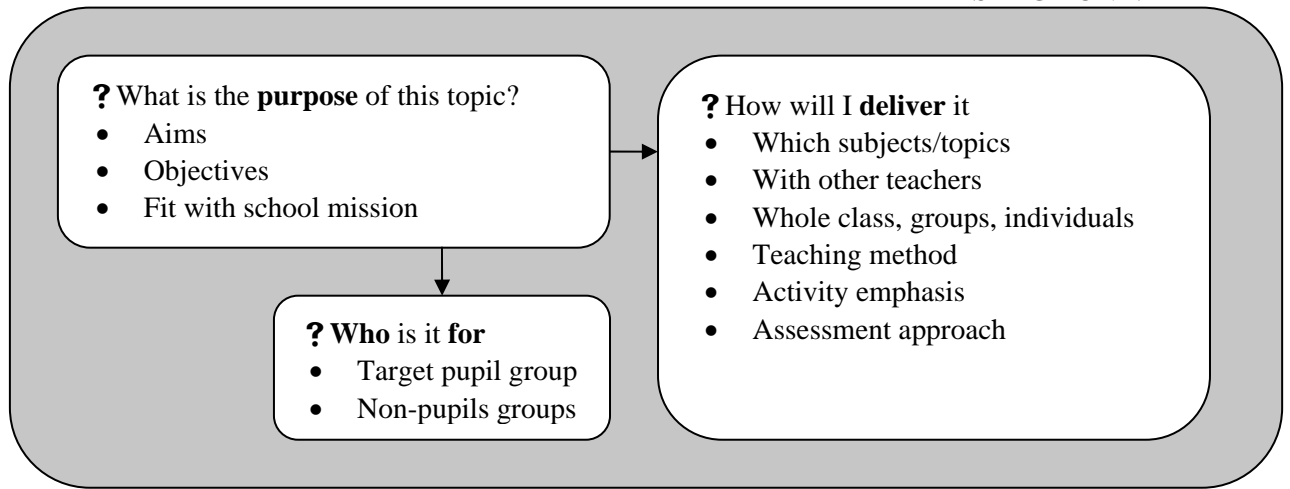 ? What is the purpose of this topic?
• Aims
• Objectives
• Fit with school mission
? Who is it for
• Target pupil group
• Non-pupils groups
? How will I deliver it
• Which subjects/topics
• With other teachers
• Whole class, groups, individuals
• Teaching method
• Activity emphasis
• Assessment approach